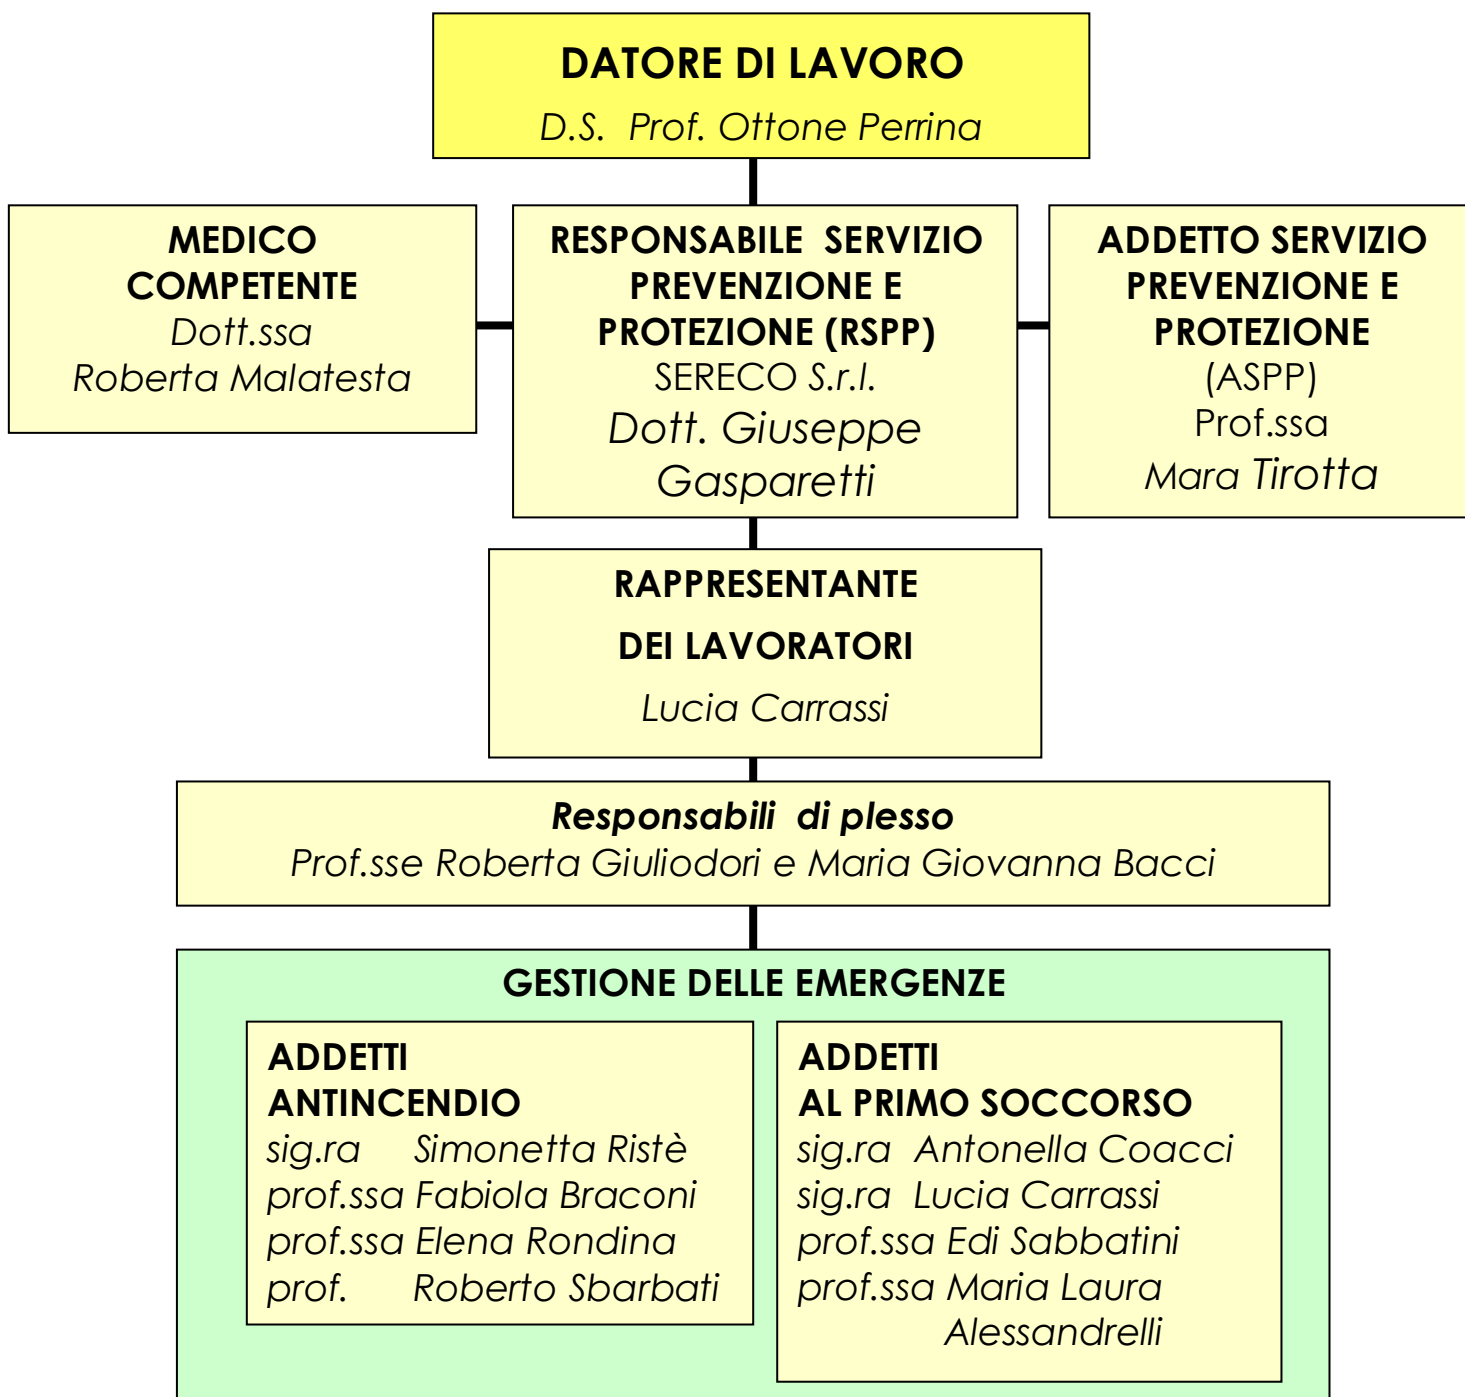 DATORE DI LAVORO
D.S. Prof. Ottone Perrina
MEDICO
COMPETENTE
Dott.ssa
Roberta Malatesta
RESPONSABILE SERVIZIO
PREVENZIONE E
PROTEZIONE (RSPP)
SERECO S.r.l.
Dott. Giuseppe
Gasparetti
ADDETTO SERVIZIO
PREVENZIONE E
PROTEZIONE
(ASPP)
Prof.ssa
Mara Tirotta
RAPPRESENTANTE
DEI LAVORATORI
Lucia Carrassi
Responsabili di plesso
Prof.sse Roberta Giuliodori e Maria Giovanna Bacci
GESTIONE DELLE EMERGENZE
ADDETTI
ANTINCENDIO
sig.ra Simonetta Ristè
prof.ssa Fabiola Braconi
prof.ssa Elena Rondina
prof. Roberto Sbarbati
ADDETTI
AL PRIMO SOCCORSO
sig.ra Antonella Coacci
sig.ra Lucia Carrassi
prof.ssa Edi Sabbatini
prof.ssa Maria Laura
Alessandrelli